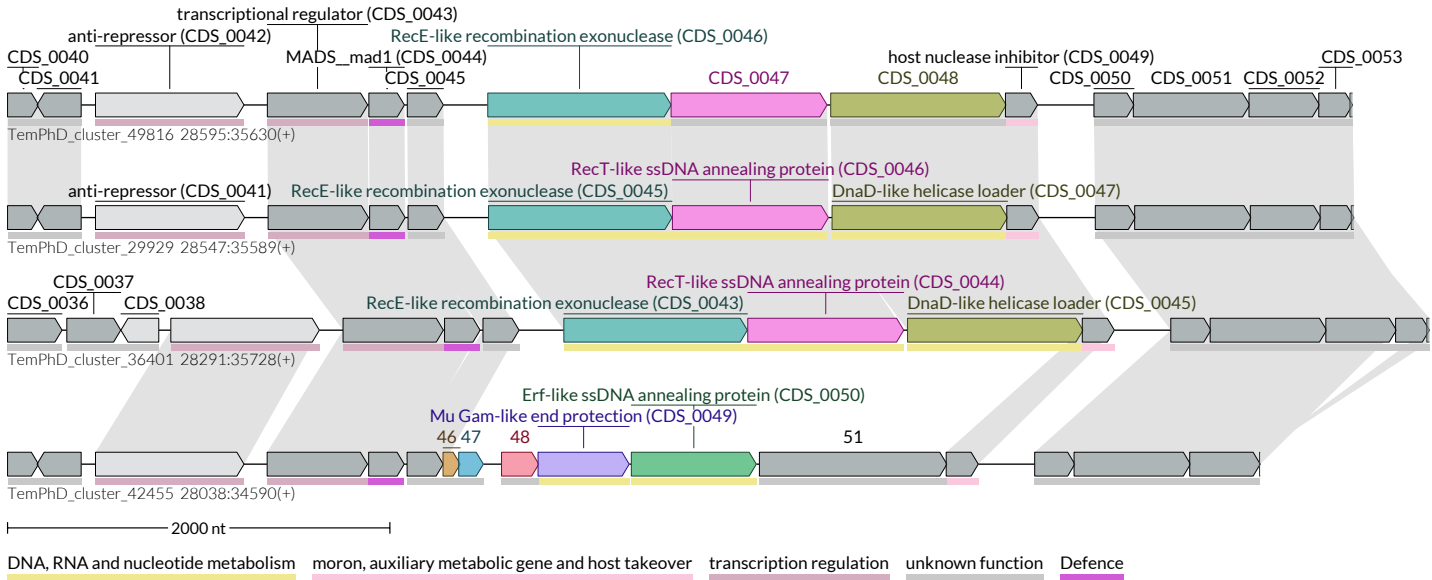 transcriptional regulator (CDS_0043)
anti-repressor (CDS_0042) RecE-like recombination exonuclease (CDS_0046)
CDS_0040 MADS__mad1 (CDS_0044) host nuclease inhibitor (CDS_0049) CDS_0053
CDS_0041 CDS_0045 CDS_0047 CDS_0048 CDS_0050 CDS_0051 CDS_0052
TemPhD_cluster_49816 28595:35630(+)
RecT-like ssDNA annealing protein (CDS_0046)
anti-repressor (CDS_0041) RecE-like recombination exonuclease (CDS_0045) DnaD-like helicase loader (CDS_0047)
TemPhD_cluster_29929 28547:35589(+)
CDS_0037 RecT-like ssDNA annealing protein (CDS_0044)
CDS_0036 CDS_0038 RecE-like recombination exonuclease (CDS_0043) DnaD-like helicase loader (CDS_0045)
TemPhD_cluster_36401 28291:35728(+)
Erf-like ssDNA annealing protein (CDS_0050)
Mu Gam-like end protection (CDS_0049)
46 47 48 51
TemPhD_cluster_42455 28038:34590(+)
2000 nt
DNA, RNA and nucleotide metabolism moron, auxiliary metabolic gene and host takeover transcription regulation unknown function Defence